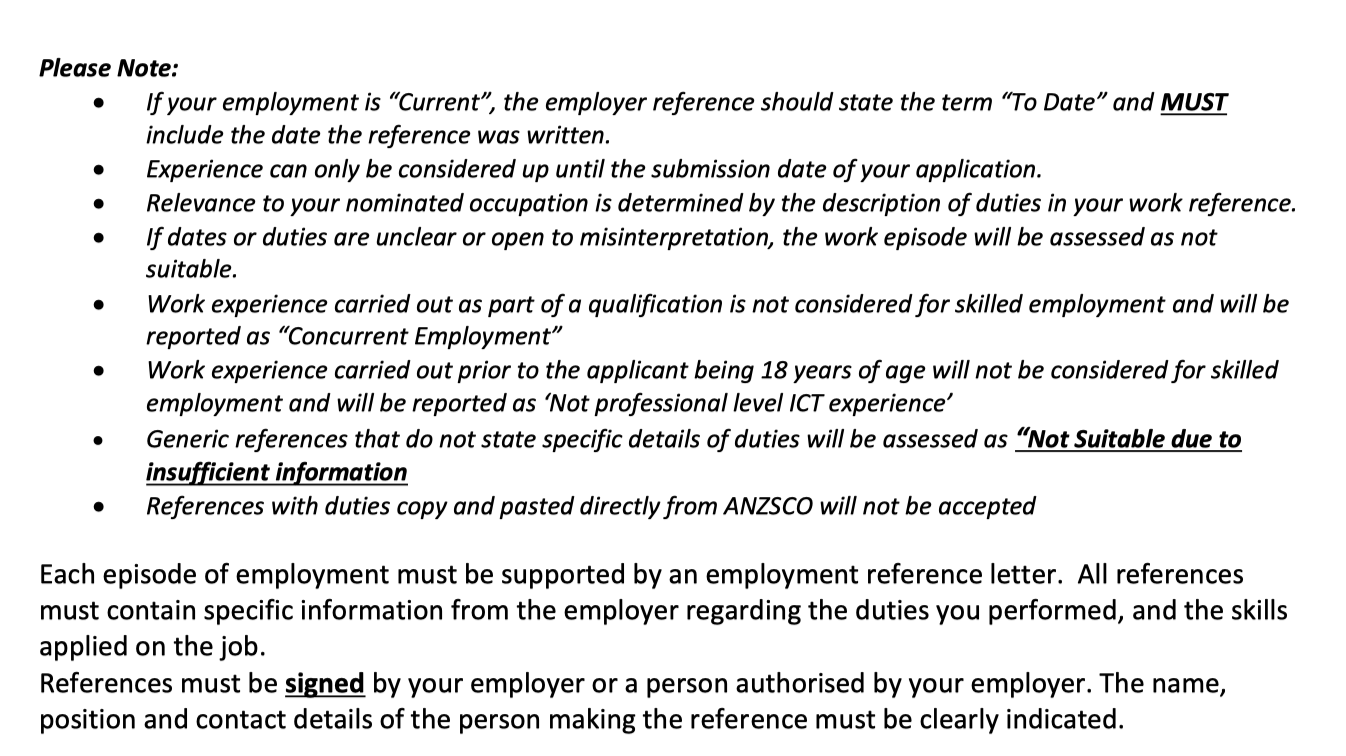 Please Note:
• If your employment is “Current”, the employer reference should state the term “To Date” and MUST
include the date the reference was written.
• Experience can only be considered up until the submission date of your application.
• Relevance to your nominated occupation is determined by the description of duties in your work reference.
• If dates or duties are unclear or open to misinterpretation, the work episode will be assessed as not
suitable.
• Work experience carried out as part of a qualification is not considered for skilled employment and will be
reported as “Concurrent Employment”
• Work experience carried out prior to the applicant being 18 years of age will not be considered for skilled
employment and will be reported as ‘Not professional level ICT experience’
• Generic references that do not state specific details of duties will be assessed as “Not Suitable due to
insufficient information
• References with duties copy and pasted directly from ANZSCO will not be accepted
Each episode of employment must be supported by an employment reference letter.  All references
must contain specific information from the employer regarding the duties you performed, and the skills
applied on the job.
References must be signed by your employer or a person authorised by your employer. The name,
position and contact details of the person making the reference must be clearly indicated.